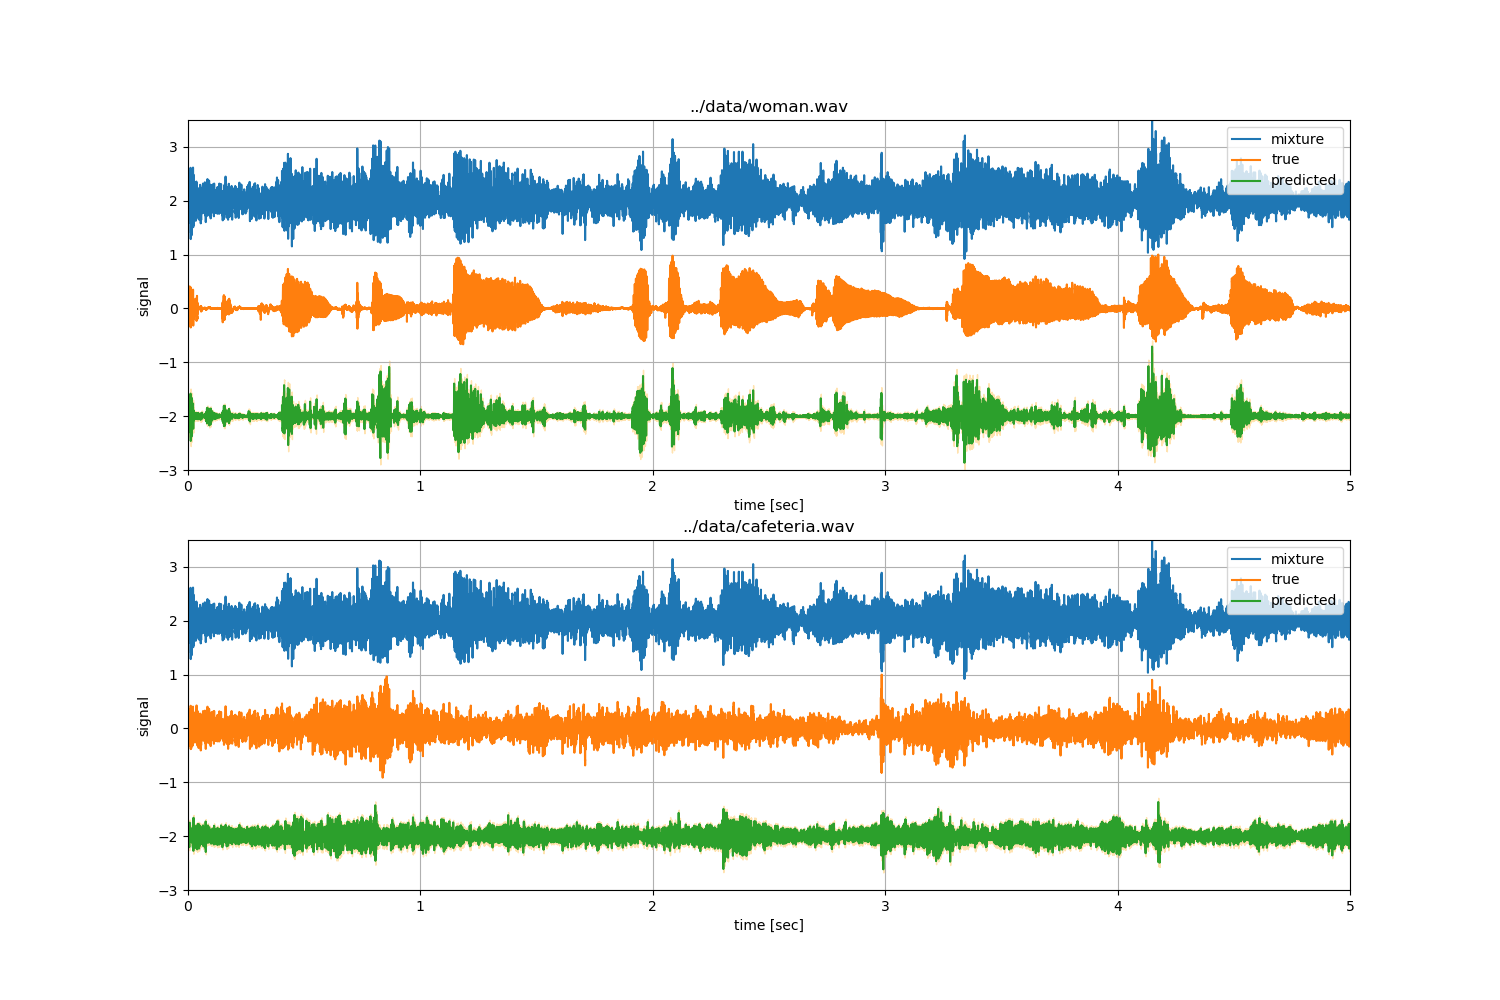 ../data/woman.wav
mixture
true
predicted
3
2
1
0
−1
−2
−3
signal
0 1 2 3 4 5
time [sec]
../data/cafeteria.wav
mixture
true
predicted
3
2
1
0
−1
−2
−3
signal
0 1 2 3 4 5
time [sec]